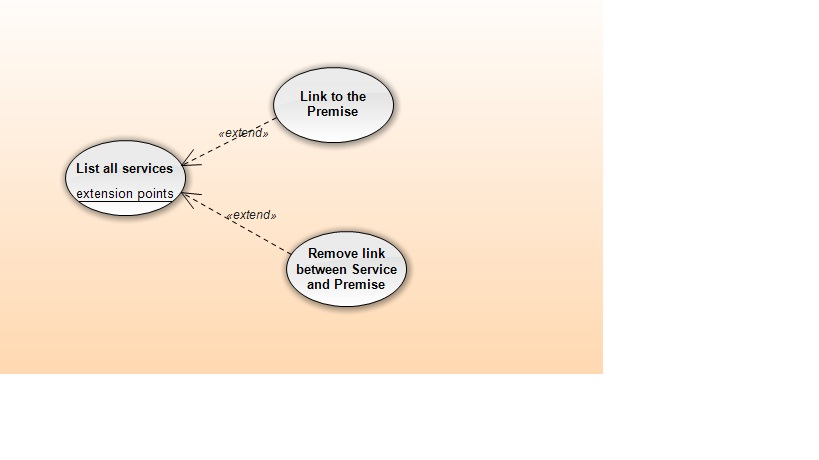 Link to the
Premise
«extend»
List all services
extension points
«extend»
Remove link
between Service
and Premise